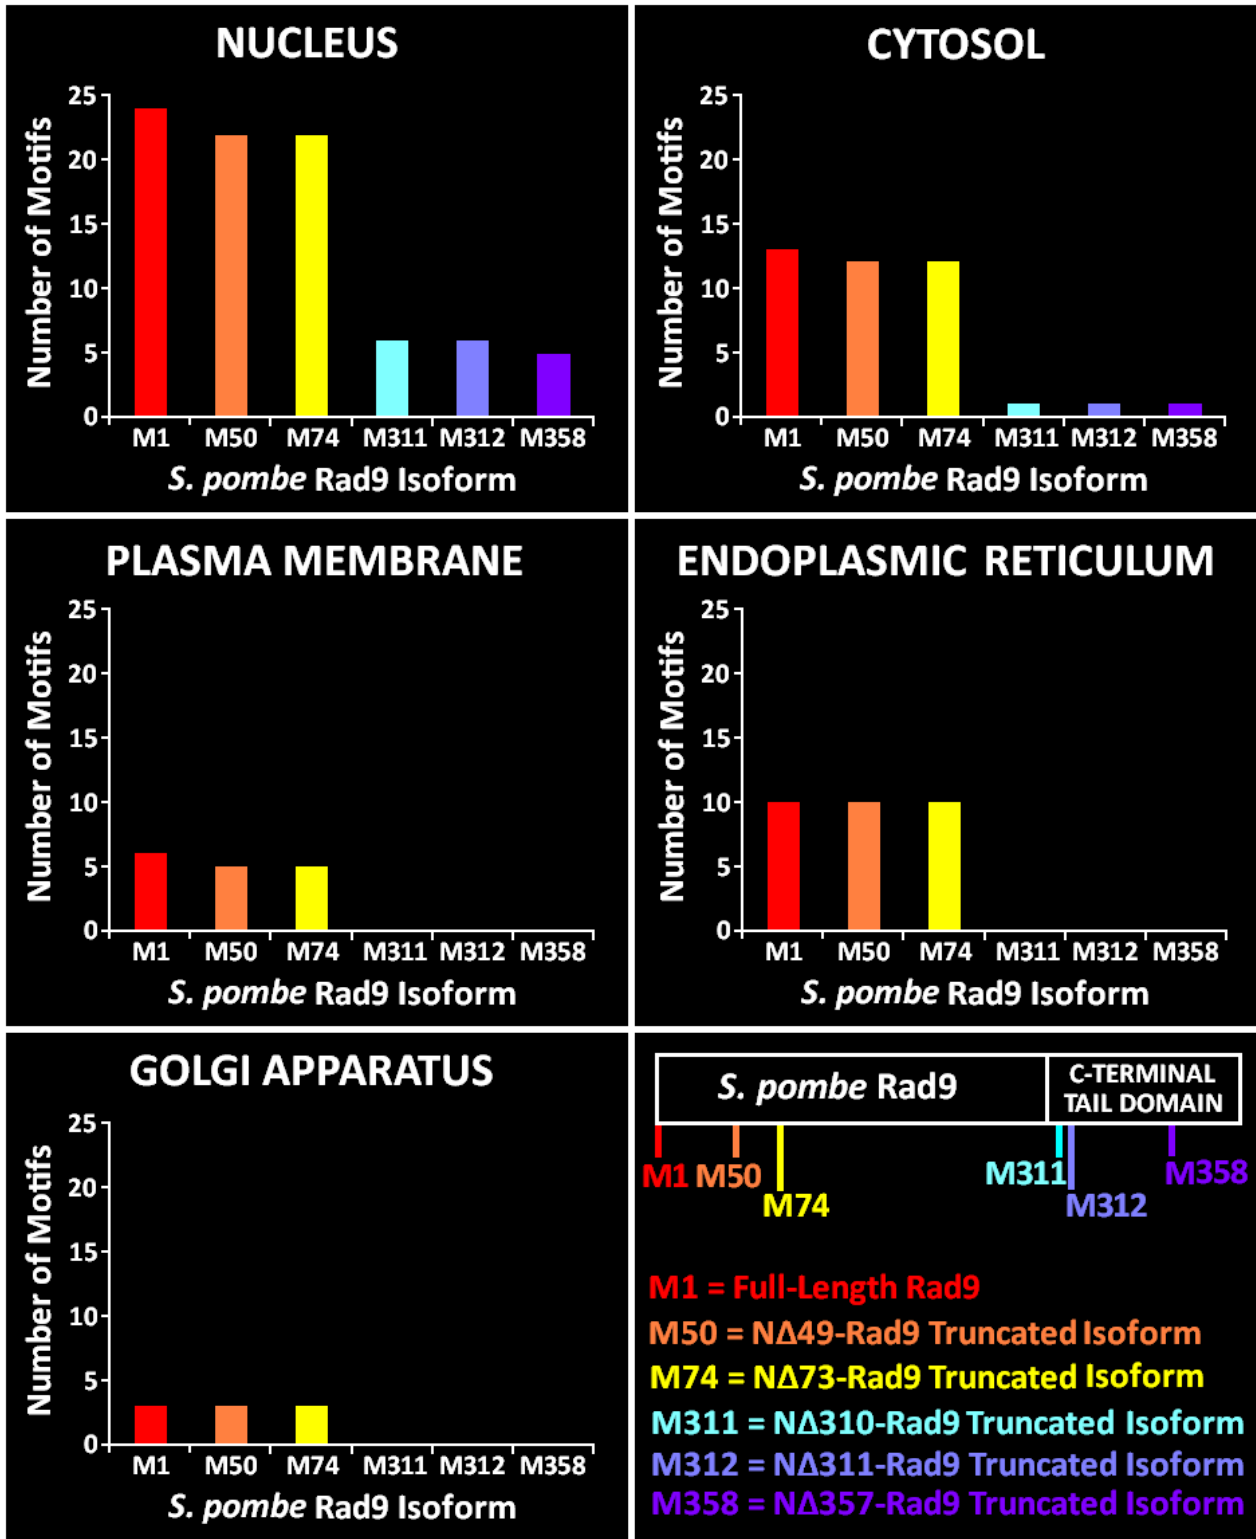 NUCLEUS
Number of Motifs
25
20
15
10
5
0
M1 M50 M74 M311 M312 M358
S. pombe Rad9 Isoform
CYTOSOL
Number of Motifs
25
20
15
10
5
0
M1 M50 M74 M311 M312 M358
S. pombe Rad9 Isoform
PLASMA MEMBRANE
Number of Motifs
25
20
15
10
5
0
M1 M50 M74 M311 M312 M358
S. pombe Rad9 Isoform
ENDOPLASMIC RETICULUM
Number of Motifs
25
20
15
10
5
0
M1 M50 M74 M311 M312 M358
S. pombe Rad9 Isoform
GOLGI APPARATUS
Number of Motifs
25
20
15
10
5
0
M1 M50 M74 M311 M312 M358
S. pombe Rad9 Isoform
S. pombe Rad9
C-TERMINAL
TAIL DOMAIN
M1 M50 M311 M358
M74 M312
M1 = Full-Length Rad9
M50 = NΔ49-Rad9 Truncated Isoform
M74 = NΔ73-Rad9 Truncated Isoform
M311 = NΔ310-Rad9 Truncated Isoform
M312 = NΔ311-Rad9 Truncated Isoform
M358 = NΔ357-Rad9 Truncated Isoform